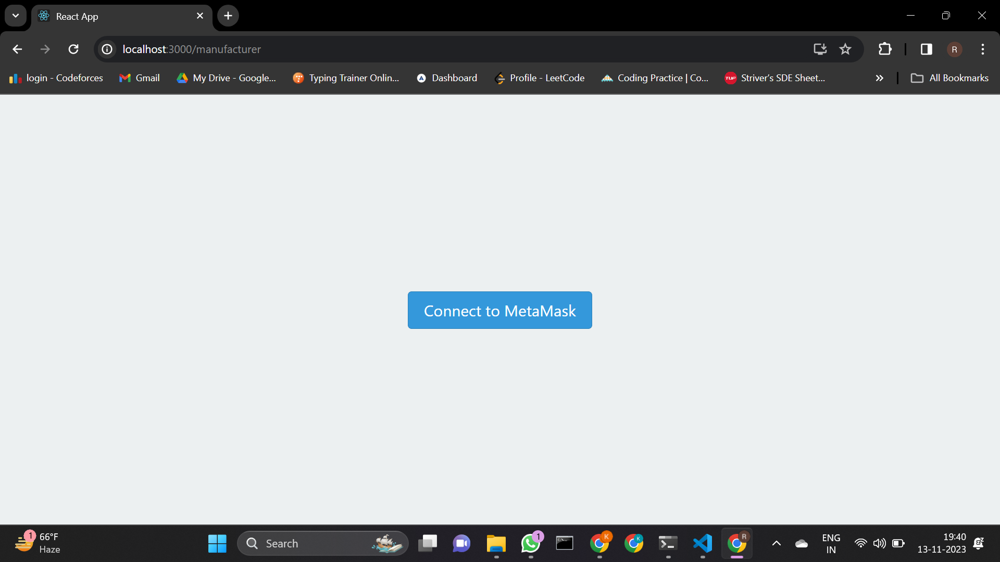 React App
localhost:3000/manufacturer
R
login - Codeforces
Gmail
My Drive - Google...
Typing Trainer Onlin...
Dashboard
Profile - LeetCode
Coding Practice | Co...
TUF
Striver's SDE Sheet...
All Bookmarks
Connect to MetaMask
1
66°F
Haze
Search
1
K
K
R
ENG
IN
19:40
13-11-2023